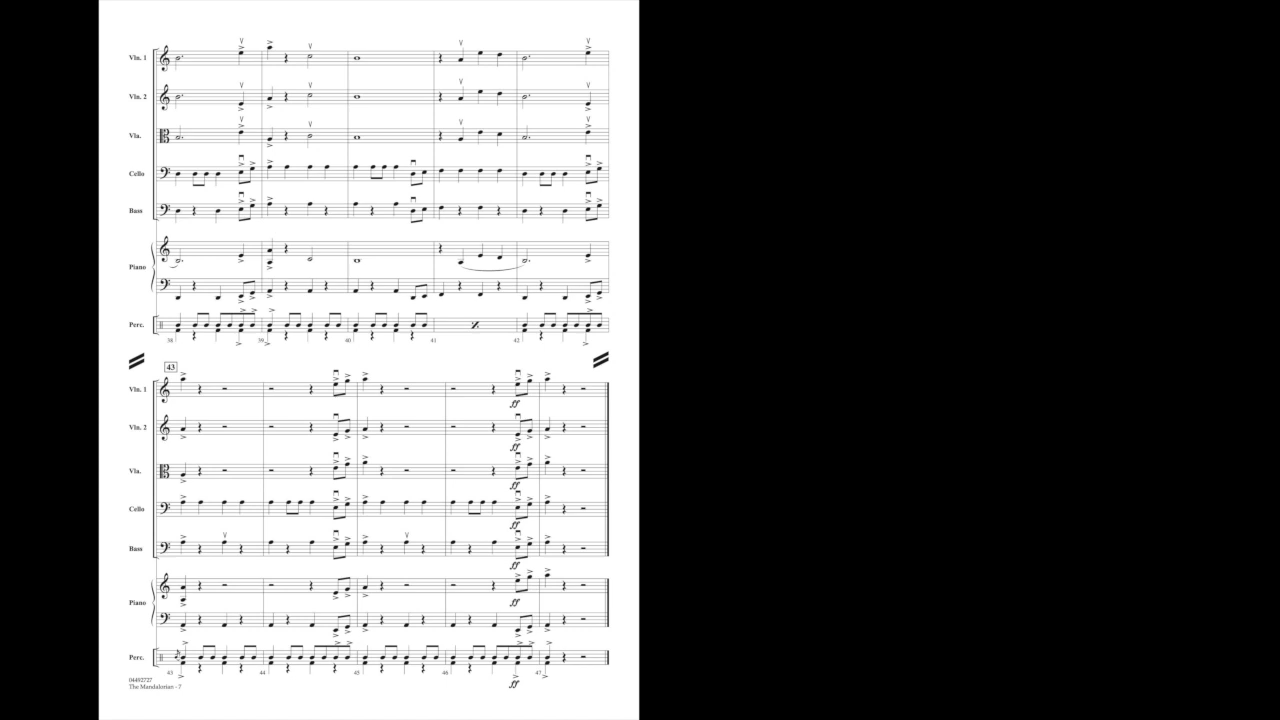 Vln. 1
Vln. 2
Vla.
Cello
Bass
Piano
Perc.
38 39 40 41 42
43
Vln. 1
ff
Vln. 2
ff
Vla.
ff
Cello
ff
Bass
ff
Piano
ff
Perc.
43 44 45 46 47
ff
04492727
The Mandalorian - 7